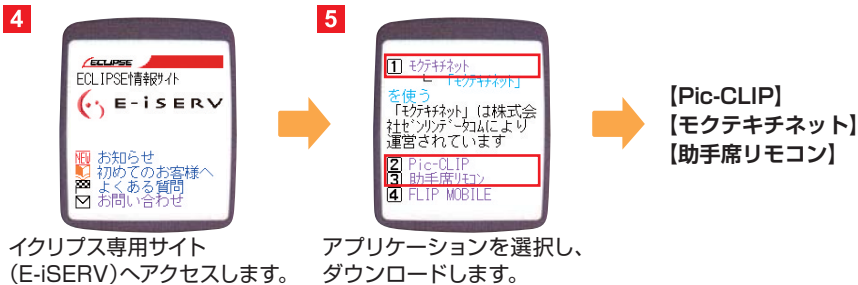 4
ECLIPSE
ECLIPSE情報サイト
E-iSERV
NEW お知らせ
初めてのお客様へ
よくある質問
お問い合わせ
イクリプス専用サイト
（E-iSERV）へアクセスします。
5
1 モクテキチネット
└ 「モクテキチネット」
を使う
「モクテキチネット」は株式会
社ゼンリンデータコムにより
運営されています
2 Pic-CLIP
3 助手席リモコン
4 FLIP MOBILE
アプリケーションを選択し、
ダウンロードします。
【Pic-CLIP】
【モクテキチネット】
【助手席リモコン】